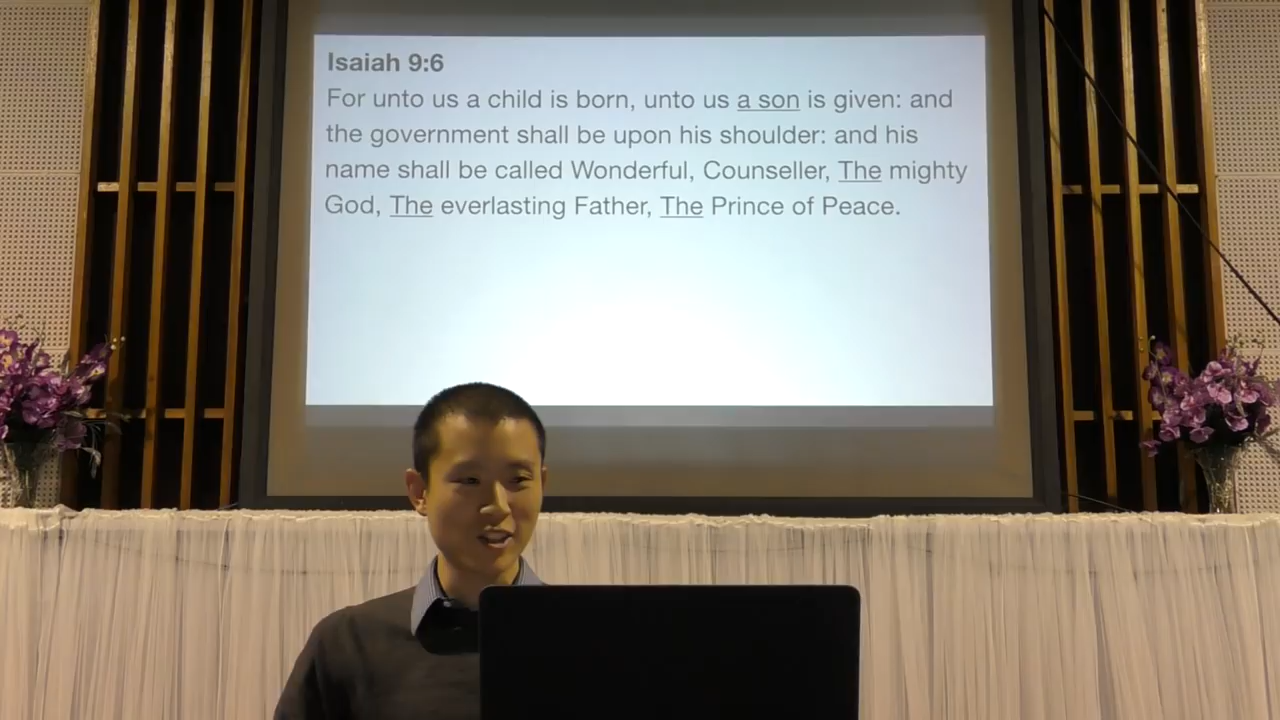 Isaiah 9:6
For unto us a child is born, unto us a son is given: and
the government shall be upon his shoulder: and his
name shall be called Wonderful, Counseller, The mighty
God, The everlasting Father, The Prince of Peace.